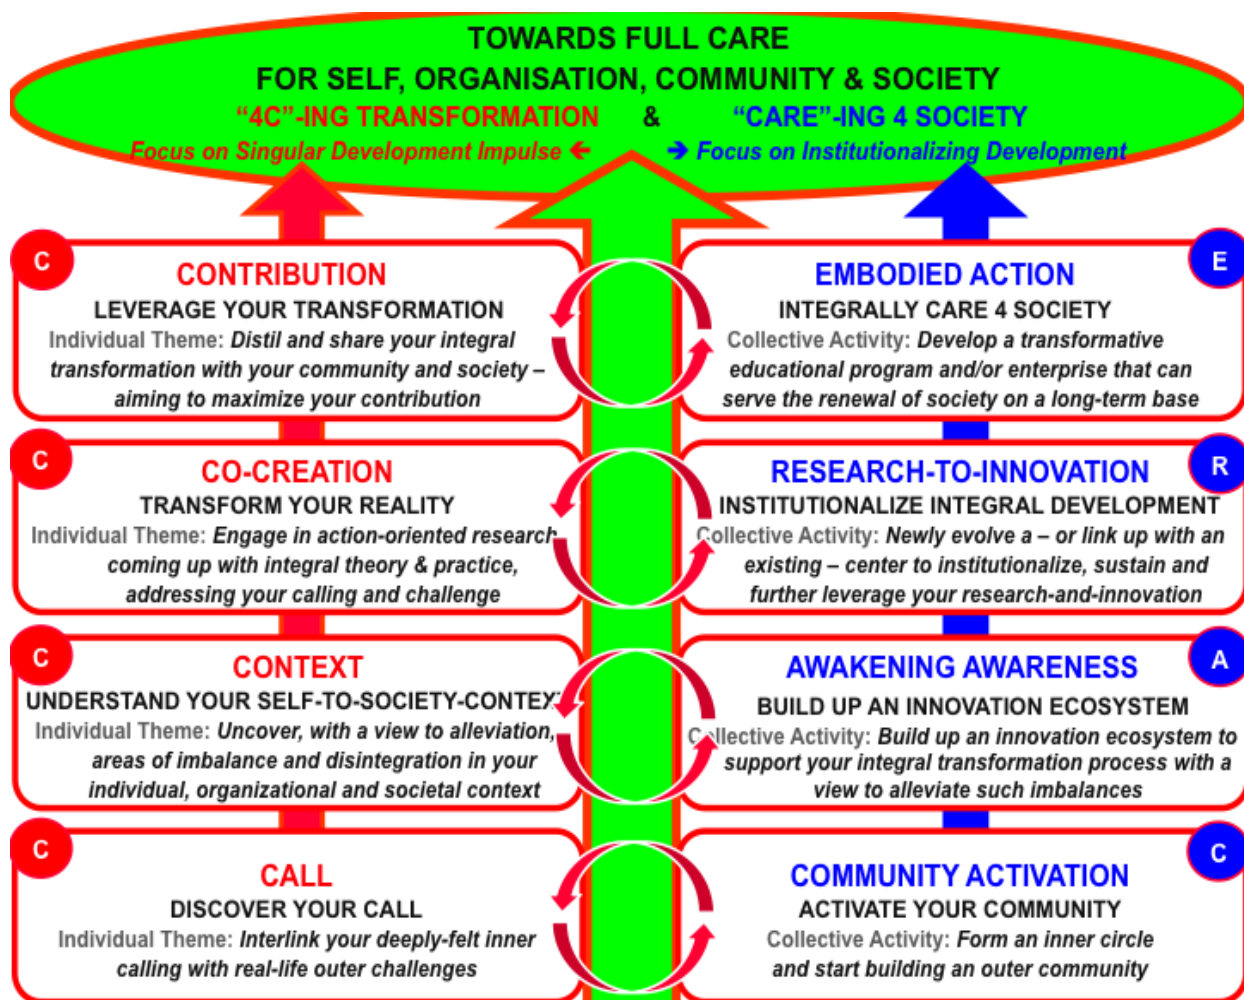 TOWARDS FULL CARE
FOR SELF, ORGANISATION, COMMUNITY & SOCIETY
“4C”-ING TRANSFORMATION & “CARE”-ING 4 SOCIETY
Focus on Singular Development Impulse ← → Focus on Institutionalizing Development
C
CONTRIBUTION
LEVERAGE YOUR TRANSFORMATION
Individual Theme: Distil and share your integral
transformation with your community and society –
aiming to maximize your contribution
E
EMBODIED ACTION
INTEGRALLY CARE 4 SOCIETY
Collective Activity: Develop a transformative
educational program and/or enterprise that can
serve the renewal of society on a long-term base
C
CO-CREATION
TRANSFORM YOUR REALITY
Individual Theme: Engage in action-oriented research
coming up with integral theory & practice,
addressing your calling and challenge
R
RESEARCH-TO-INNOVATION
INSTITUTIONALIZE INTEGRAL DEVELOPMENT
Collective Activity: Newly evolve a – or link up with an
existing – center to institutionalize, sustain and
further leverage your research-and-innovation
C
CONTEXT
UNDERSTAND YOUR SELF-TO-SOCIETY-CONTEXT
Individual Theme: Uncover, with a view to alleviation,
areas of imbalance and disintegration in your
individual, organizational and societal context
A
AWAKENING AWARENESS
BUILD UP AN INNOVATION ECOSYSTEM
Collective Activity: Build up an innovation ecosystem to
support your integral transformation process with a
view to alleviate such imbalances
C
CALL
DISCOVER YOUR CALL
Individual Theme: Interlink your deeply-felt inner
calling with real-life outer challenges
C
COMMUNITY ACTIVATION
ACTIVATE YOUR COMMUNITY
Collective Activity: Form an inner circle
and start building an outer community